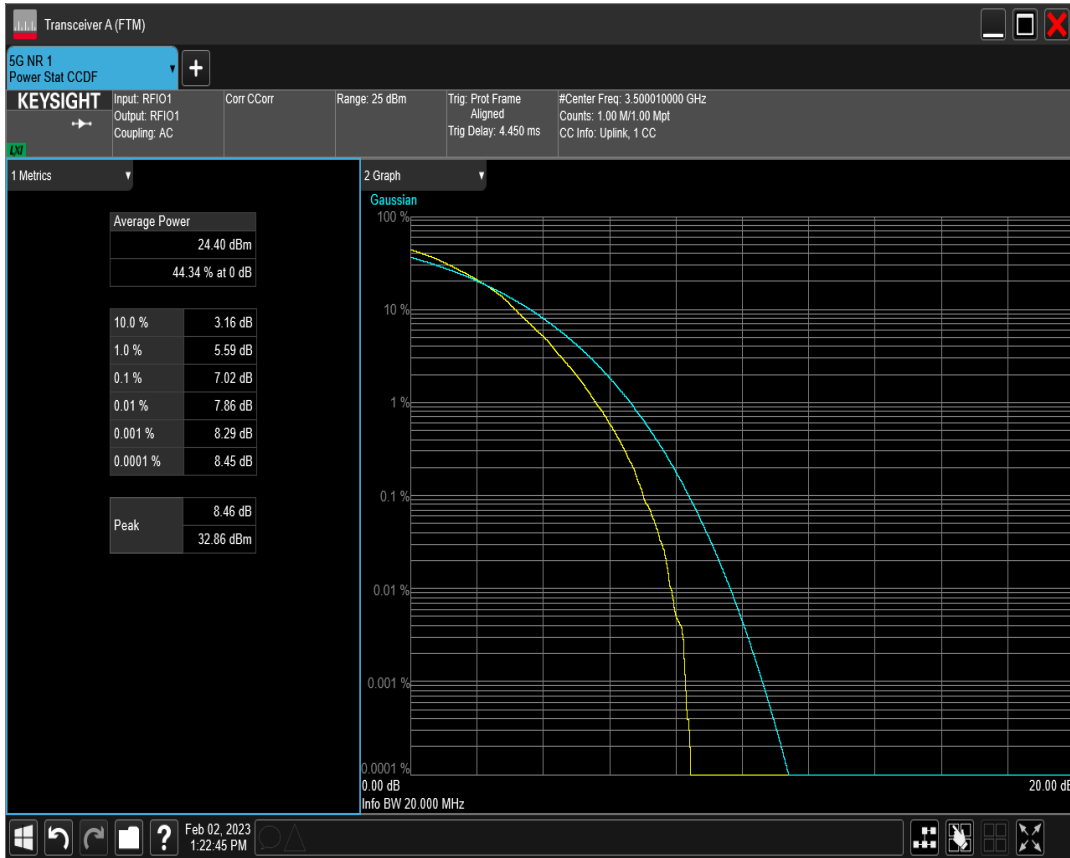 Transceiver A (FTM)
5G NR 1
Power Stat CCDF
+
KEYSIGHT
LXI
Input: RFIO1
Output: RFIO1
Coupling: AC
Corr CCorr
Range: 25 dBm
Trig: Prot Frame
Aligned
Trig Delay: 4.450 ms
#Center Freq: 3.500010000 GHz
Counts: 1.00 M/1.00 Mpt
CC Info: Uplink, 1 CC
1 Metrics
Average Power
24.40 dBm
44.34 % at 0 dB
10.0 % 3.16 dB
1.0 % 5.59 dB
0.1 % 7.02 dB
0.01 % 7.86 dB
0.001 % 8.29 dB
0.0001 % 8.45 dB
Peak 8.46 dB
32.86 dBm
2 Graph
Gaussian
100 %
10 %
1 %
0.1 %
0.01 %
0.001 %
0.0001 %
0.00 dB 20.00 dB
Info BW 20.000 MHz
?
Feb 02, 2023
1:22:45 PM